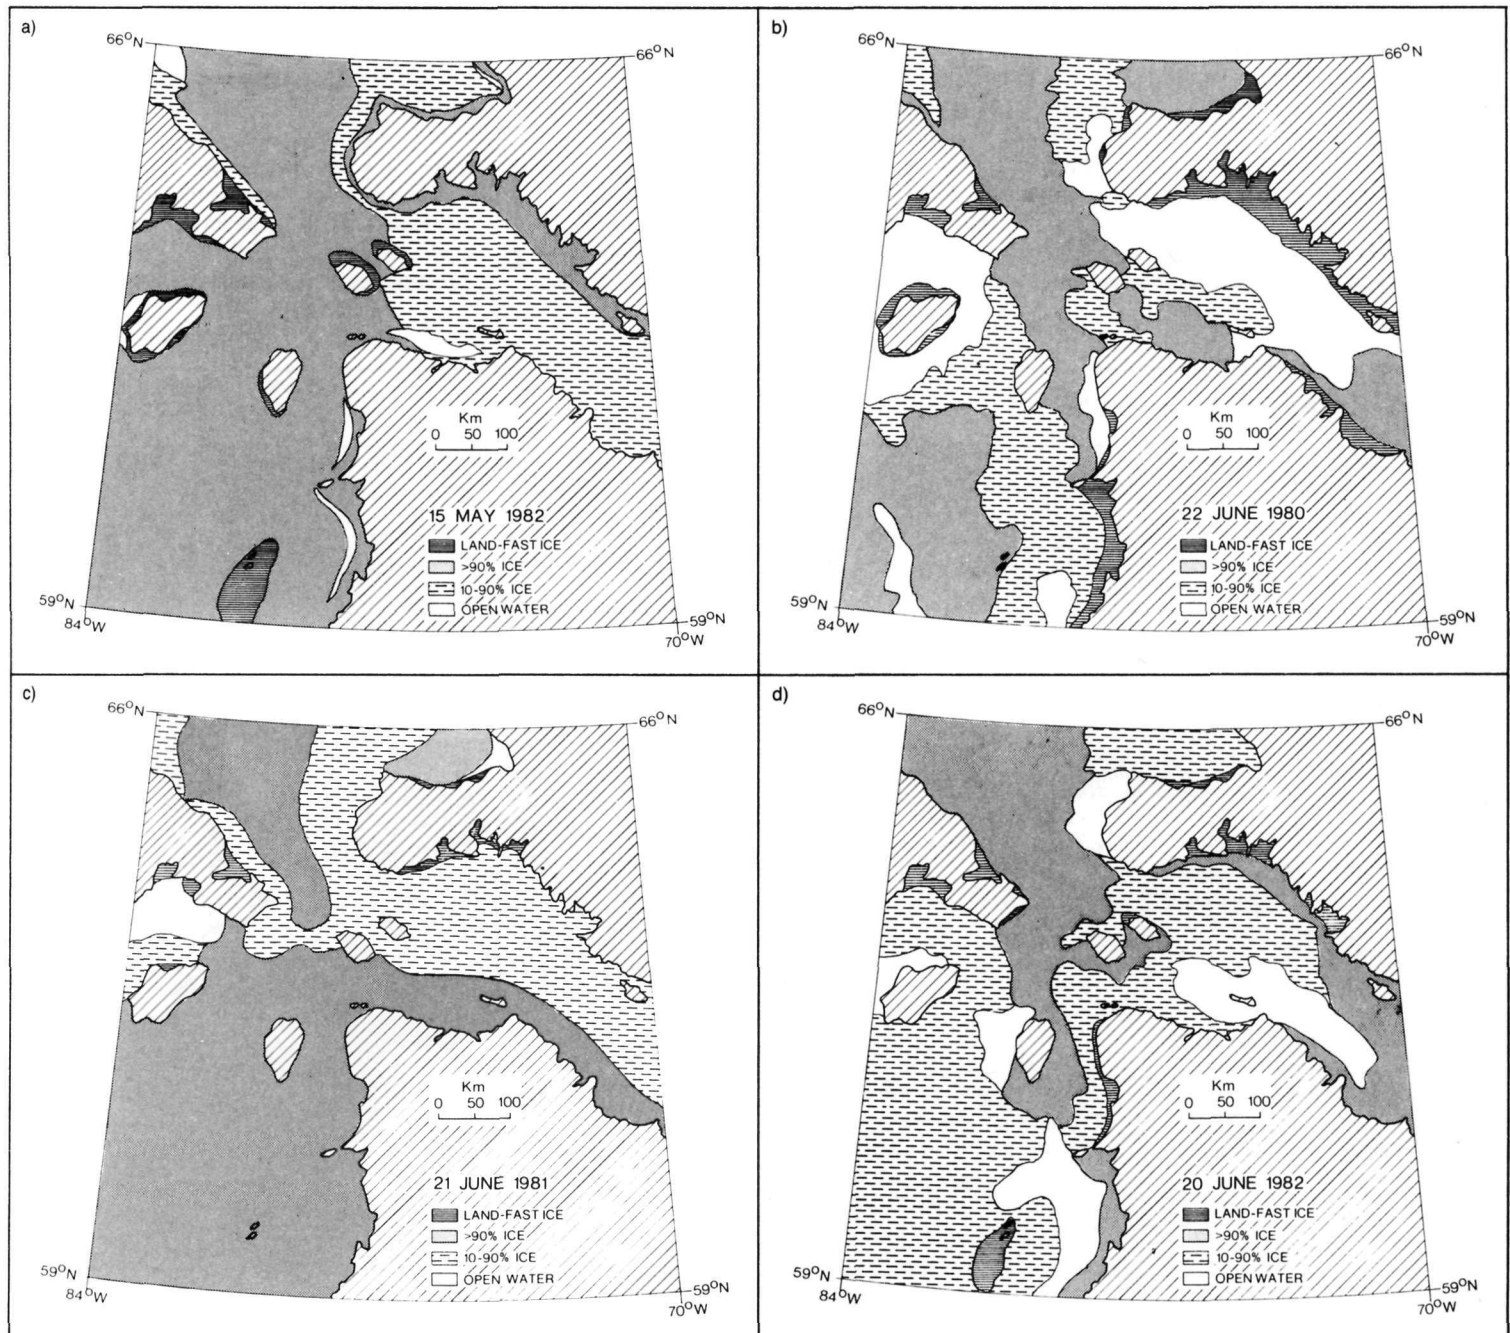 a)
66°N
66°N
Km
0 50 100
15 MAY 1982
LAND-FAST ICE
>90% ICE
10-90% ICE
OPEN WATER
59°N
84°W
59°N
70°W
b)
66°N
66°N
Km
0 50 100
22 JUNE 1980
LAND-FAST ICE
>90% ICE
10-90% ICE
OPEN WATER
59°N
84°W
59°N
70°W
c)
66°N
66°N
Km
0 50 100
21 JUNE 1981
LAND-FAST ICE
>90% ICE
10-90% ICE
OPEN WATER
59°N
84°W
59°N
70°W
d)
66°N
66°N
Km
0 50 100
20 JUNE 1982
LAND-FAST ICE
>90% ICE
10-90% ICE
OPEN WATER
59°N
84°W
59°N
70°W